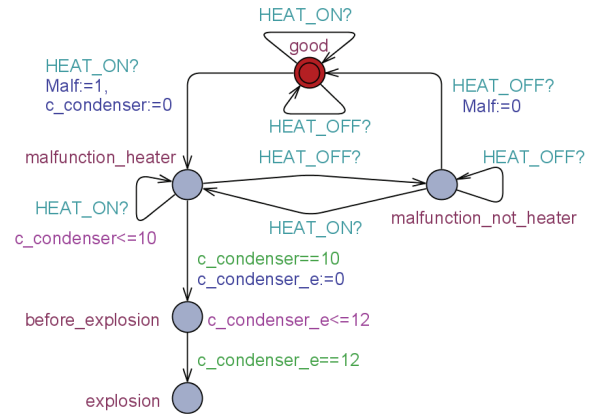 HEAT_ON?
good
HEAT_ON?
Malf:=1,
c_condenser:=0
HEAT_OFF?
Malf:=0
HEAT_OFF?
malfunction_heater
HEAT_OFF?
HEAT_OFF?
HEAT_ON?
malfunction_not_heater
HEAT_ON?
c_condenser<=10
c_condenser==10
c_condenser_e:=0
before_explosion
c_condenser_e<=12
c_condenser_e==12
explosion